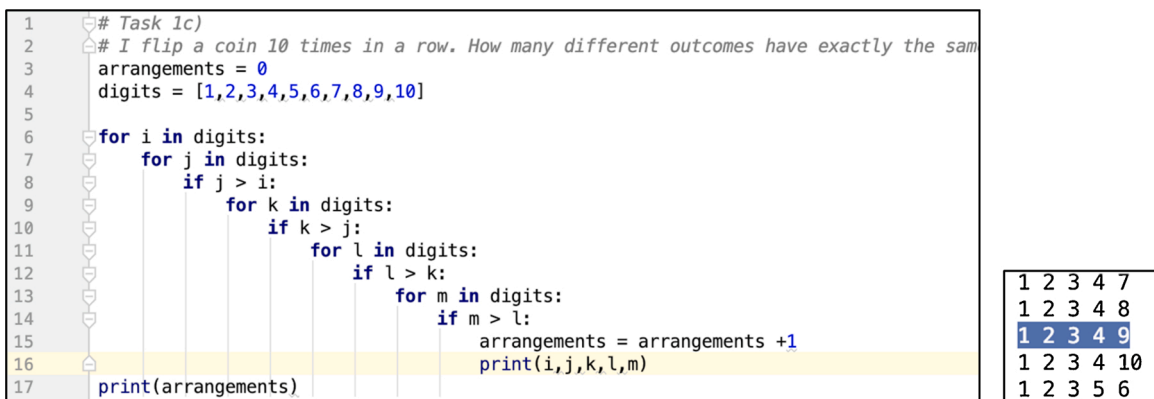 1 # Task 1c)
2 # I flip a coin 10 times in a row. How many different outcomes have exactly the
3 arrangements = 0
4 digits = [1,2,3,4,5,6,7,8,9,10]
5
6 for i in digits:
7 for j in digits:
8 if j > i:
9 for k in digits:
10 if k > j:
11 for l in digits:
12 if l > k:
13 for m in digits:
14 if m > l:
15 arrangements = arrangements +1
16 print(i,j,k,l,m)
17 print(arrangements)
1 2 3 4 7
1 2 3 4 8
1 2 3 4 9
1 2 3 4 10
1 2 3 5 6